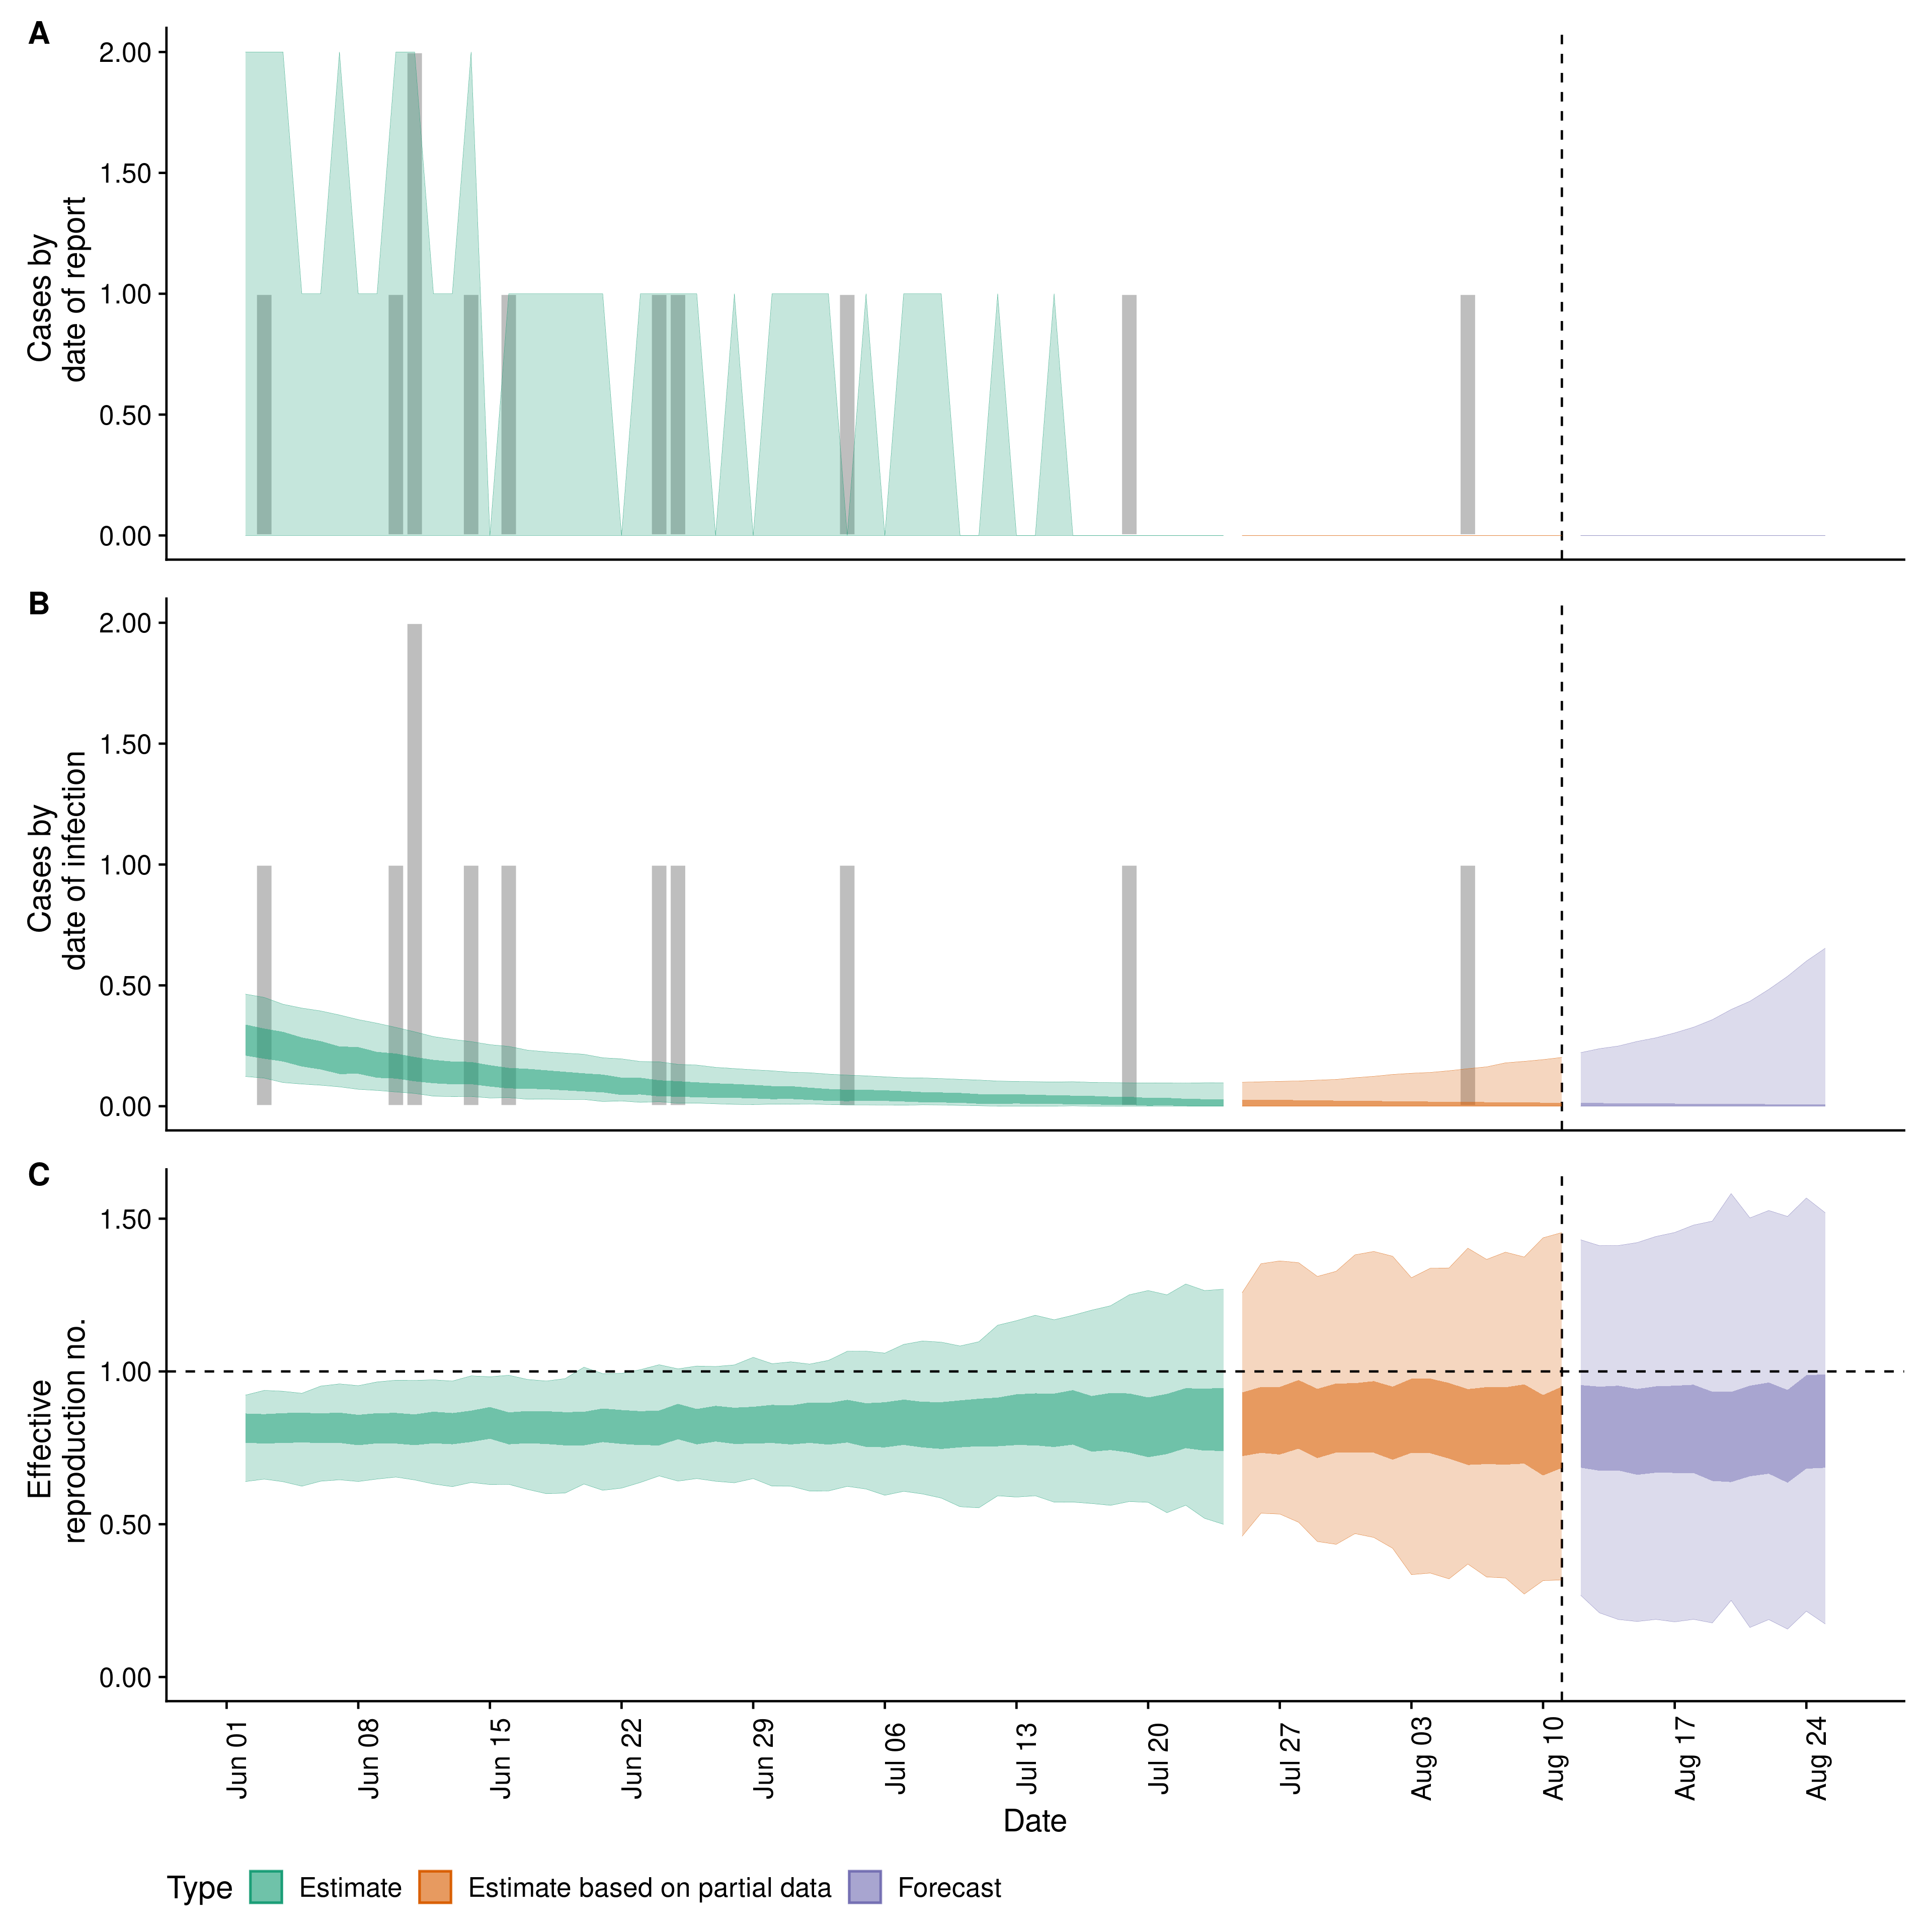 A
Cases by
date of report
2.00
1.50
1.00
0.50
0.00
B
Cases by
date of infection
2.00
1.50
1.00
0.50
0.00
C
Effective
reproduction no.
1.50
1.00
0.50
0.00
Jun 01
Jun 08
Jun 15
Jun 22
Jun 29
Jul 06
Jul 13
Jul 20
Jul 27
Aug 03
Aug 10
Aug 17
Aug 24
Date
Type Estimate Estimate based on partial data Forecast